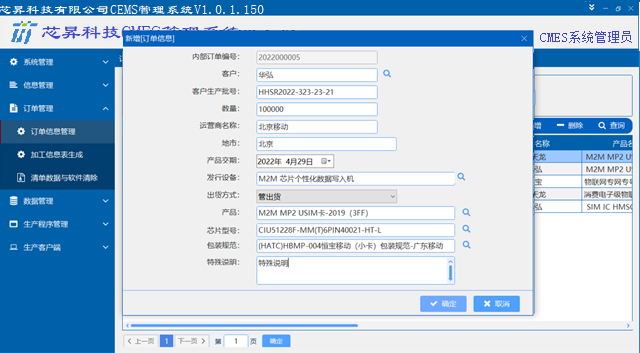 芯昇科技有限公司CEMS管理系统V1.0.1.150
芯昇科技CMES管理系统
CMES系统管理员
系统管理
信息管理
订单管理
订单信息管理
加工信息表生成
清单数据与软件清除
数据管理
生产程序管理
生产客户端
新增[订单信息]
内部订单编号: 2022000005
客户: 华弘
客户生产批号: HHSR2022-323-23-21
数量: 100000
运营商名称: 北京移动
地市: 北京
产品交期: 2022年 4月29日
发行设备: M2M 芯片个性化数据写入机
出货方式: 管出货
产品: M2M MP2 USIM卡-2019 (3FF)
芯片型号: CIU51228F-MM(T)6PIN40021-HT-L
包装规范: (HATC)HBMP-004恒宝移动 (小卡) 包装规范-广东移动
特殊说明: 特殊说明
确定 取消
增 删除 查询
名称 产品名
天龙 M2M MP2 U
弘 M2M MP2 US
宝 物联网专网专号
天龙 消费电子级物联
弘 SIM IC HMSC
上一页 1 下一页 第 1 页 确定